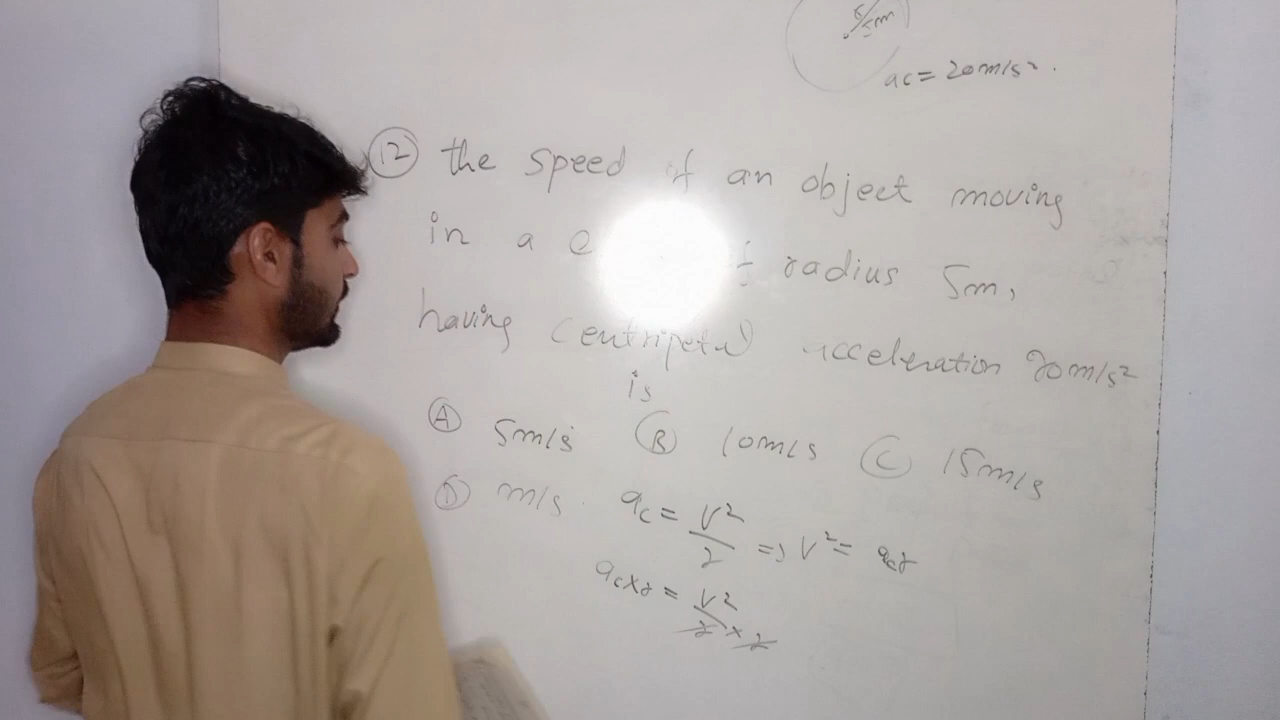 r/5m
ac = 20m/s².
(12) the speed of an object moving
in a radius 5m,
having centripetal acceleration 20m/s²
is
(A) 5m/s (B) 10m/s (C) 15m/s
(D) m/s.
ac = v²/r => v² = acr
ac×r = v²/r × r